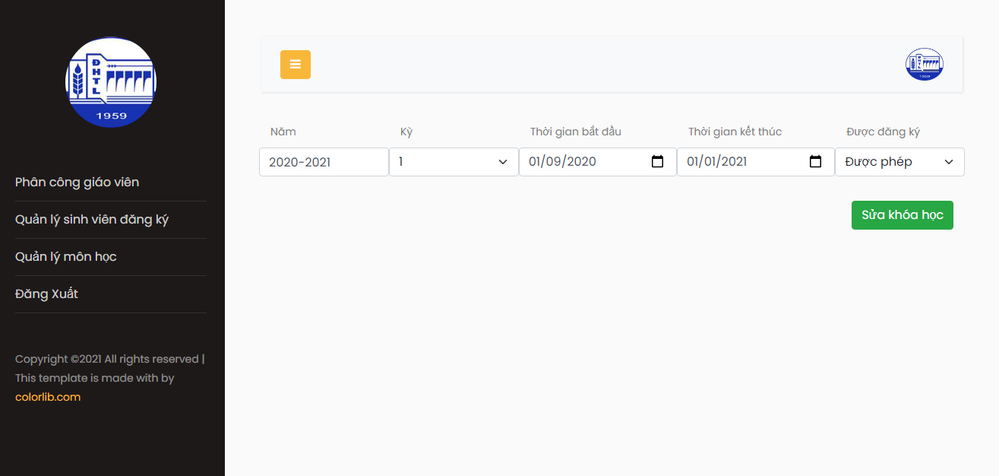 ĐHTL
1959
Phân công giáo viên
Quản lý sinh viên đăng ký
Quản lý môn học
Đăng Xuất
Copyright ©2021 All rights reserved |
This template is made with by
colorlib.com
ĐHTL
1959
Năm Kỳ Thời gian bắt đầu Thời gian kết thúc Được đăng ký
2020-2021 1 01/09/2020 01/01/2021 Được phép
Sửa khóa học